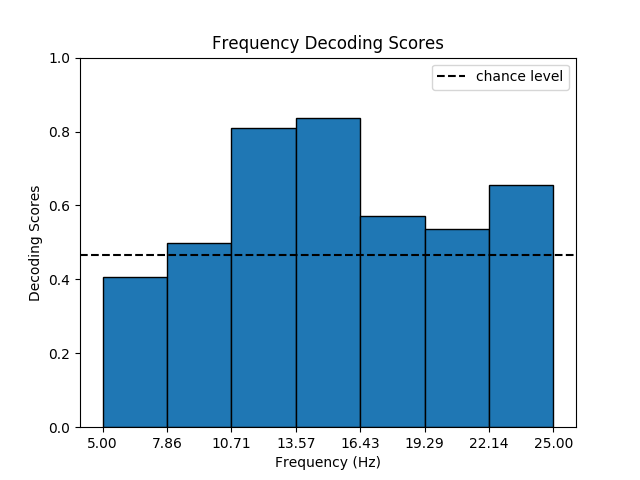 Frequency Decoding Scores
1.0
chance level
0.8
0.6
0.4
0.2
0.0
Decoding Scores
5.00 7.86 10.71 13.57 16.43 19.29 22.14 25.00
Frequency (Hz)